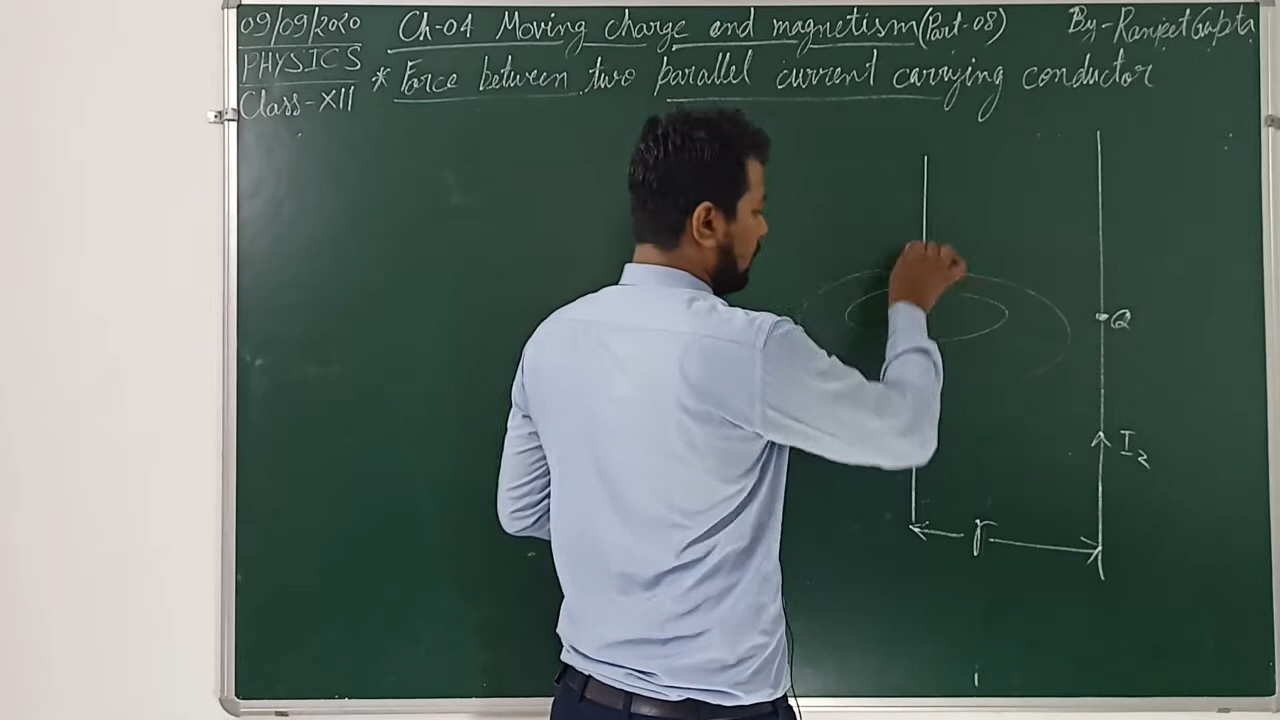 09/09/2020 Ch-04 Moving charge and magnetism (Part-08) By-Ranjeet Gupta
PHYSICS
Class-XII
* Force between two parallel current carrying conductor
Q
I2
r